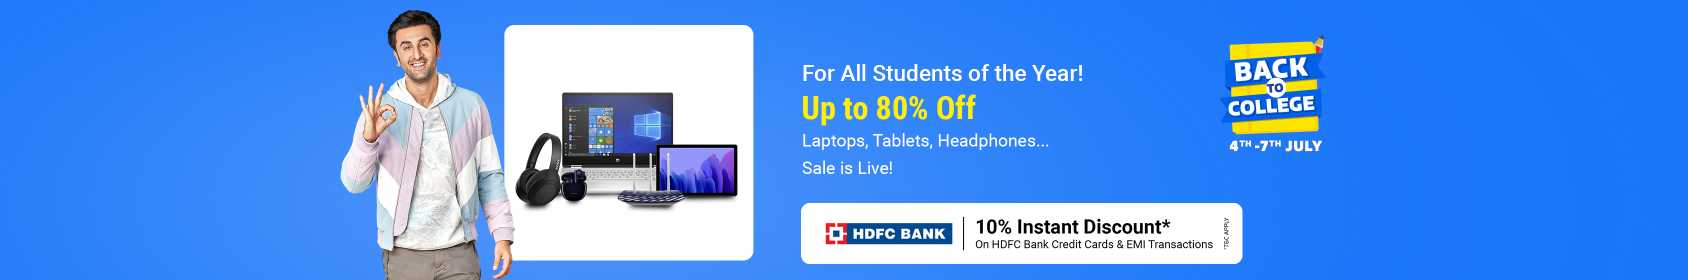 For All Students of the Year!
Up to 80% Off
Laptops, Tablets, Headphones...
Sale is Live!
HDFC BANK
10% Instant Discount*
On HDFC Bank Credit Cards & EMI Transactions
*T&C APPLY
BACK
TO
COLLEGE
4TH -7TH JULY